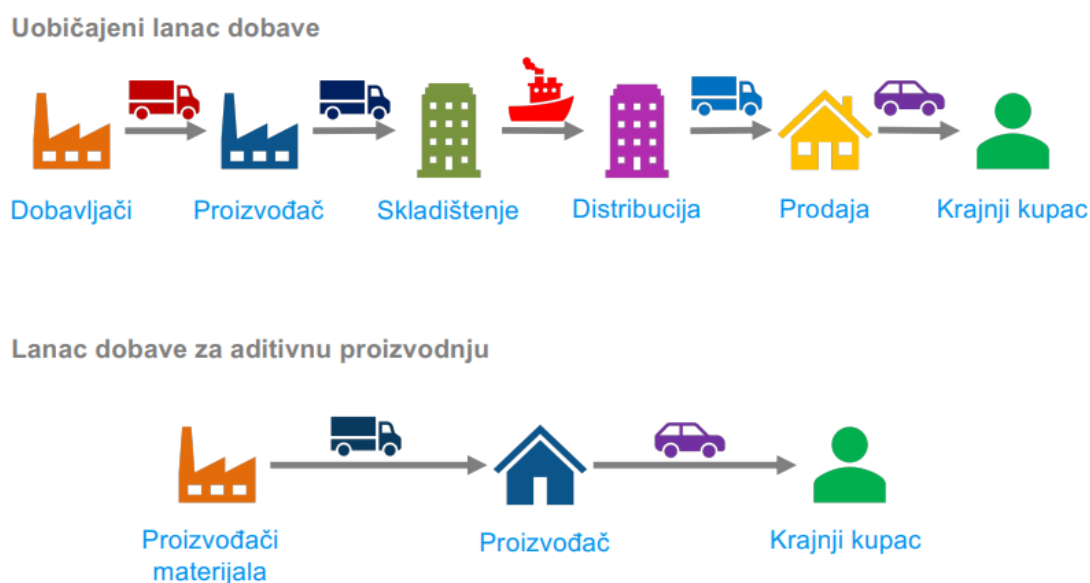 Uobičajeni lanac dobave
Dobavljači
Proizvođač
Skladištenje
Distribucija
Prodaja
Krajnji kupac
Lanac dobave za aditivnu proizvodnju
Proizvođači
materijala
Proizvođač
Krajnji kupac